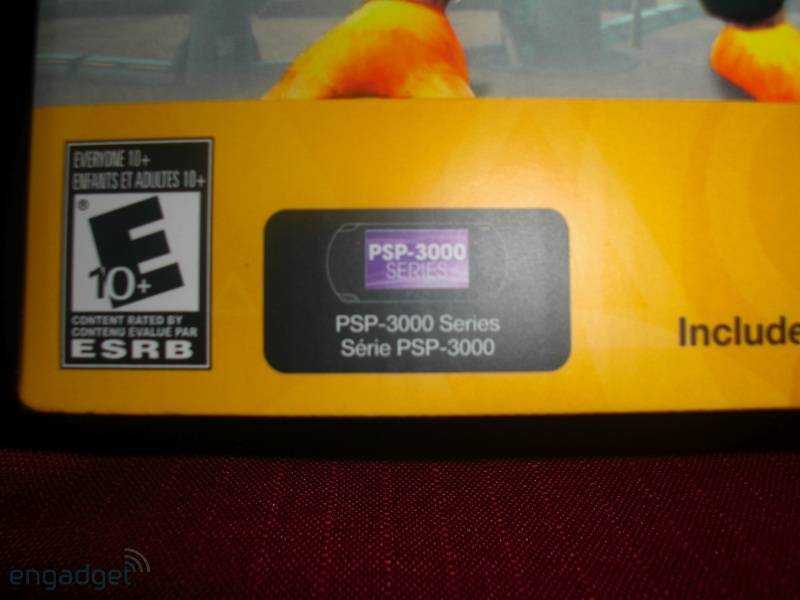 EVERYONE 10+
ENFANTS ET ADULTES 10+
®
E
10+
CONTENT RATED BY
CONTENU ÉVALUÉ PAR
ESRB
PSP-3000
SERIES
PSP-3000 Series
Série PSP-3000
Include
engadget